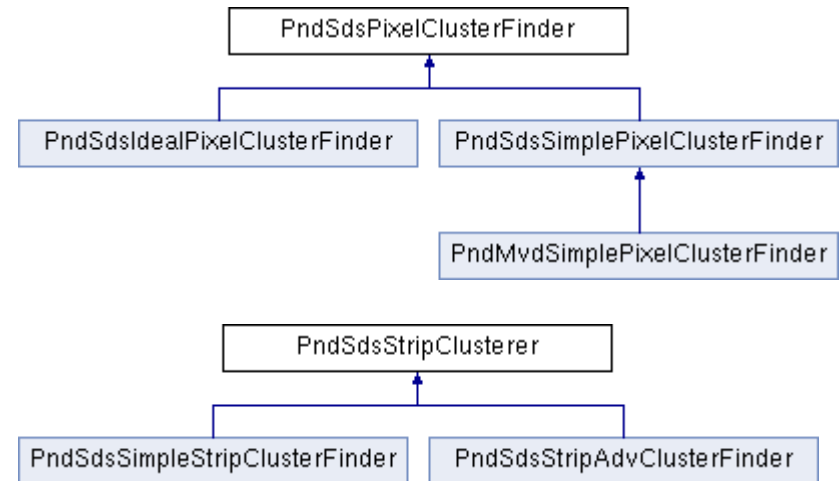 PndSdsPixelClusterFinder
PndSdsIdealPixelClusterFinder
PndSdsSimplePixelClusterFinder
PndMvdSimplePixelClusterFinder
PndSdsStripClusterer
PndSdsSimpleStripClusterFinder
PndSdsStripAdvClusterFinder